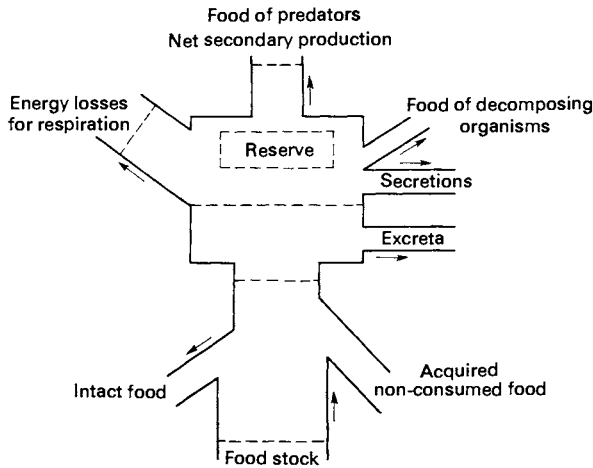 Food of predators
Net secondary production
Energy losses
for respiration
Food of decomposing
organisms
Reserve
Secretions
Excreta
Intact food
Acquired
non-consumed food
Food stock